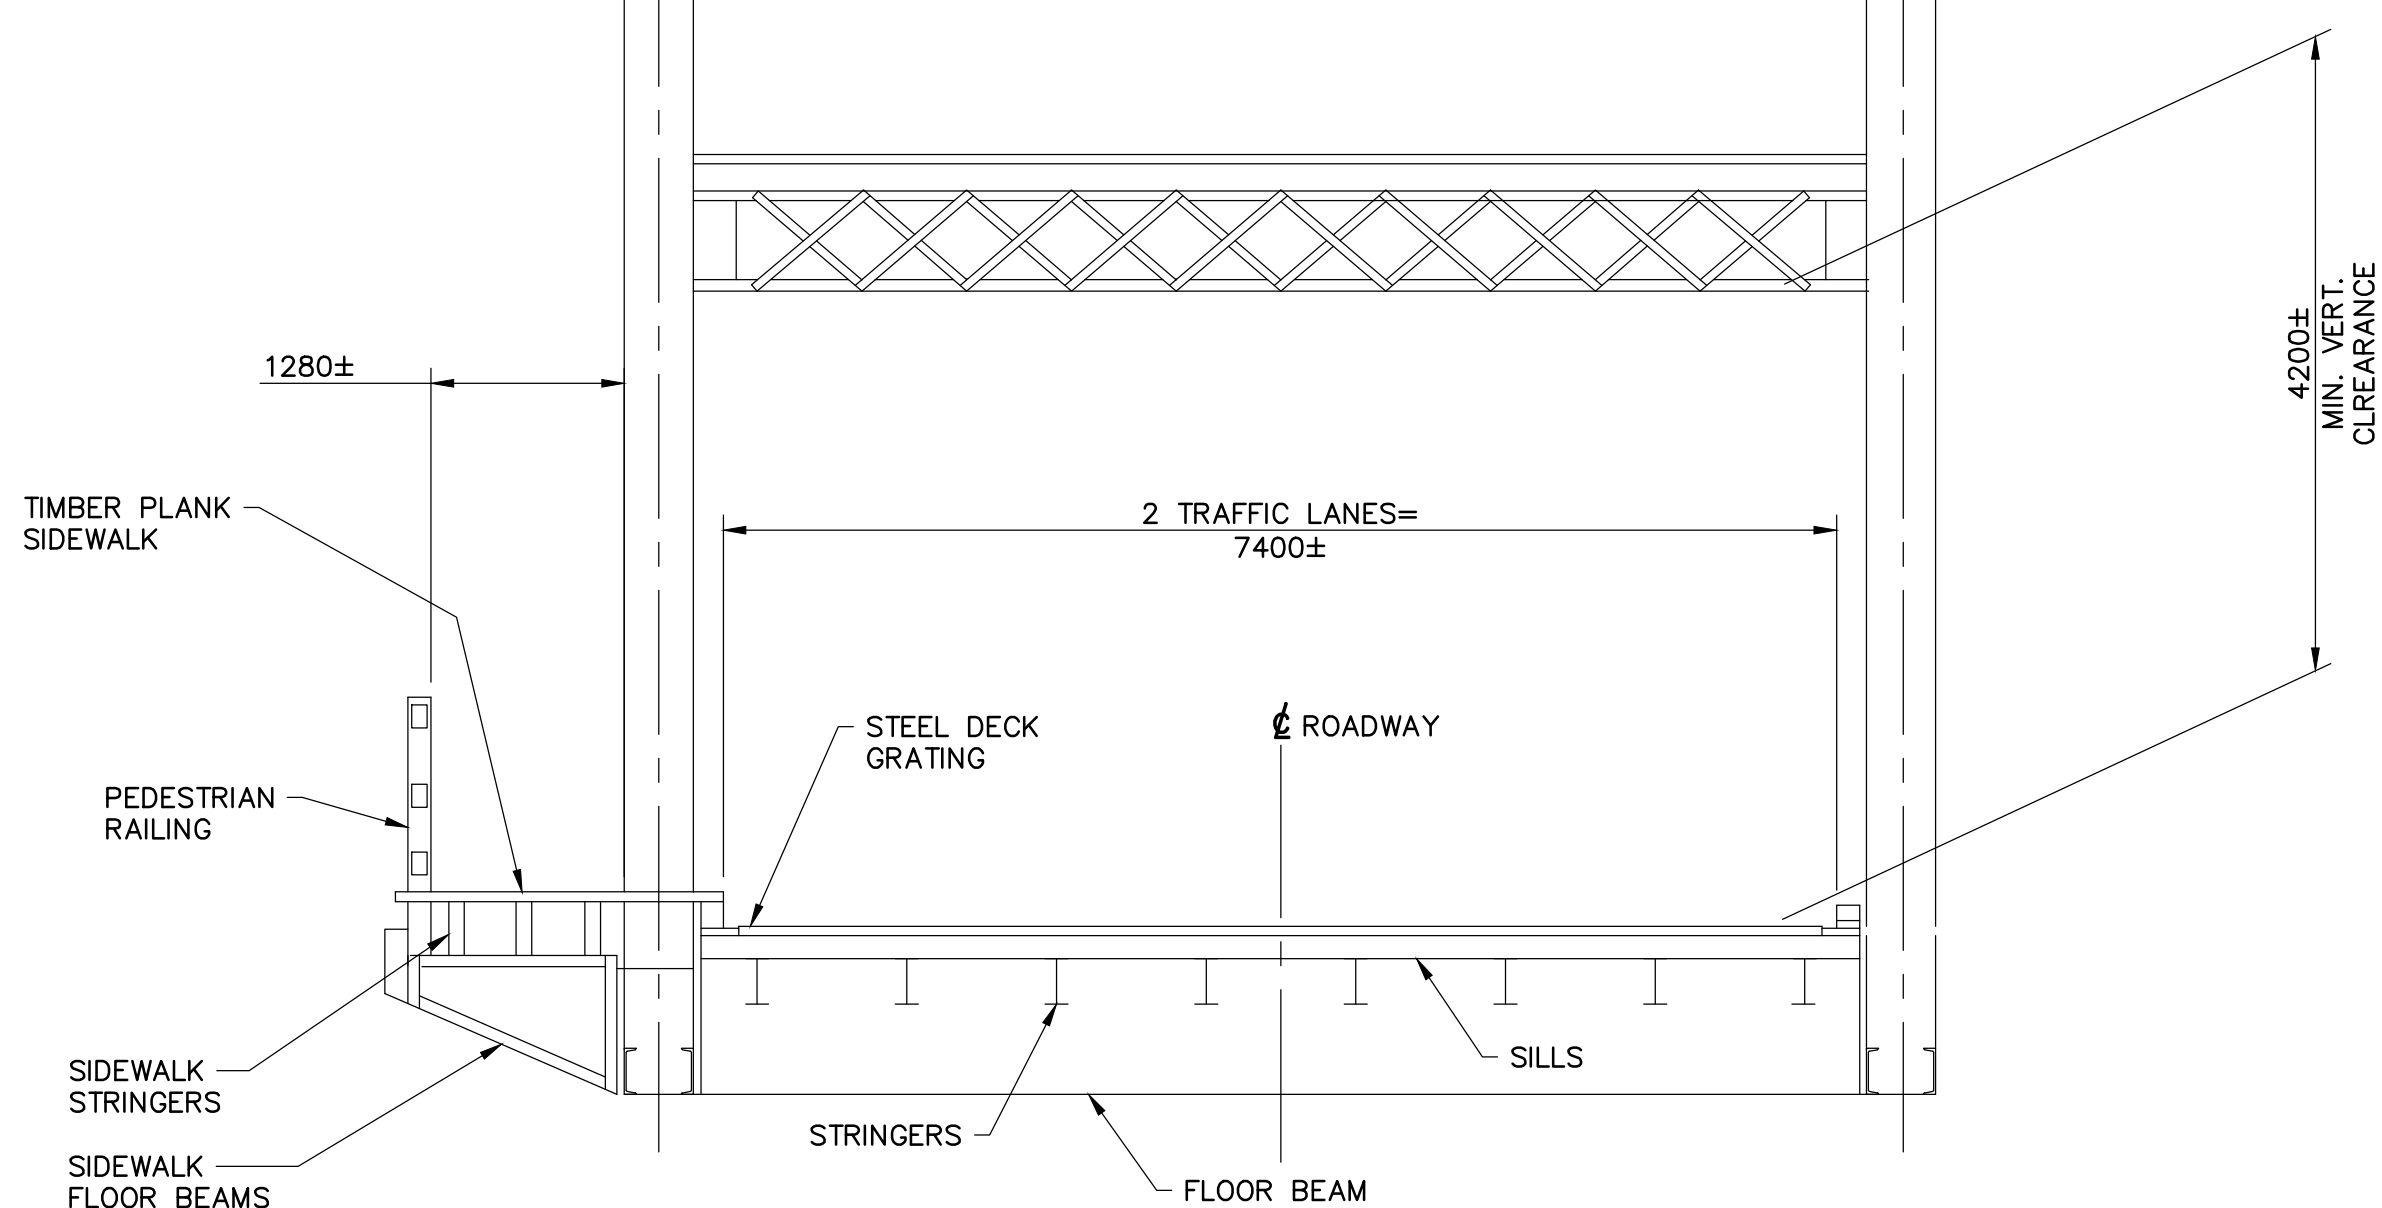 1280±
4200±
MIN. VERT.
CLREARANCE
TIMBER PLANK
SIDEWALK
2 TRAFFIC LANES=
7400±
STEEL DECK
GRATING
℄ ROADWAY
PEDESTRIAN
RAILING
SIDEWALK
STRINGERS
SILLS
STRINGERS
SIDEWALK
FLOOR BEAMS
FLOOR BEAM